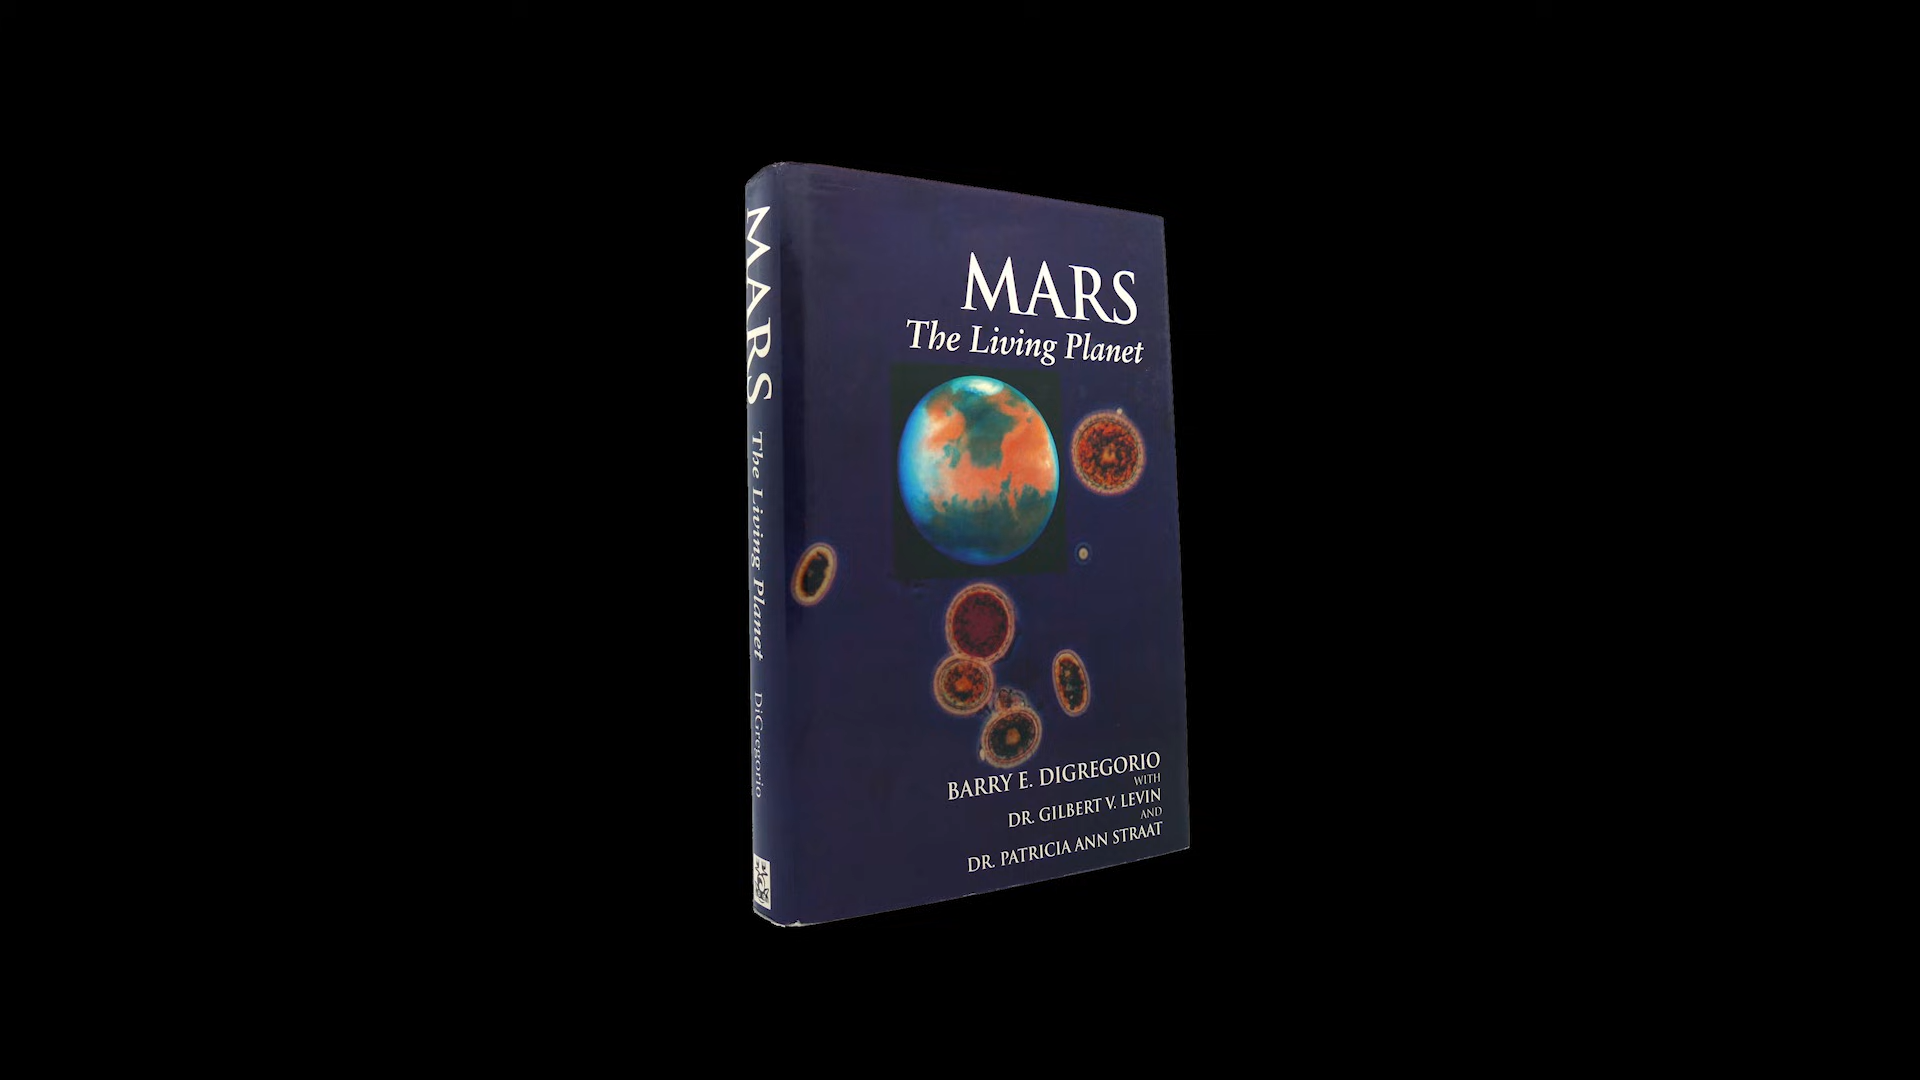 MARS
The Living Planet
DiGregorio
MARS
The Living Planet
BARRY E. DIGREGORIO
WITH
DR. GILBERT V. LEVIN
AND
DR. PATRICIA ANN STRAAT